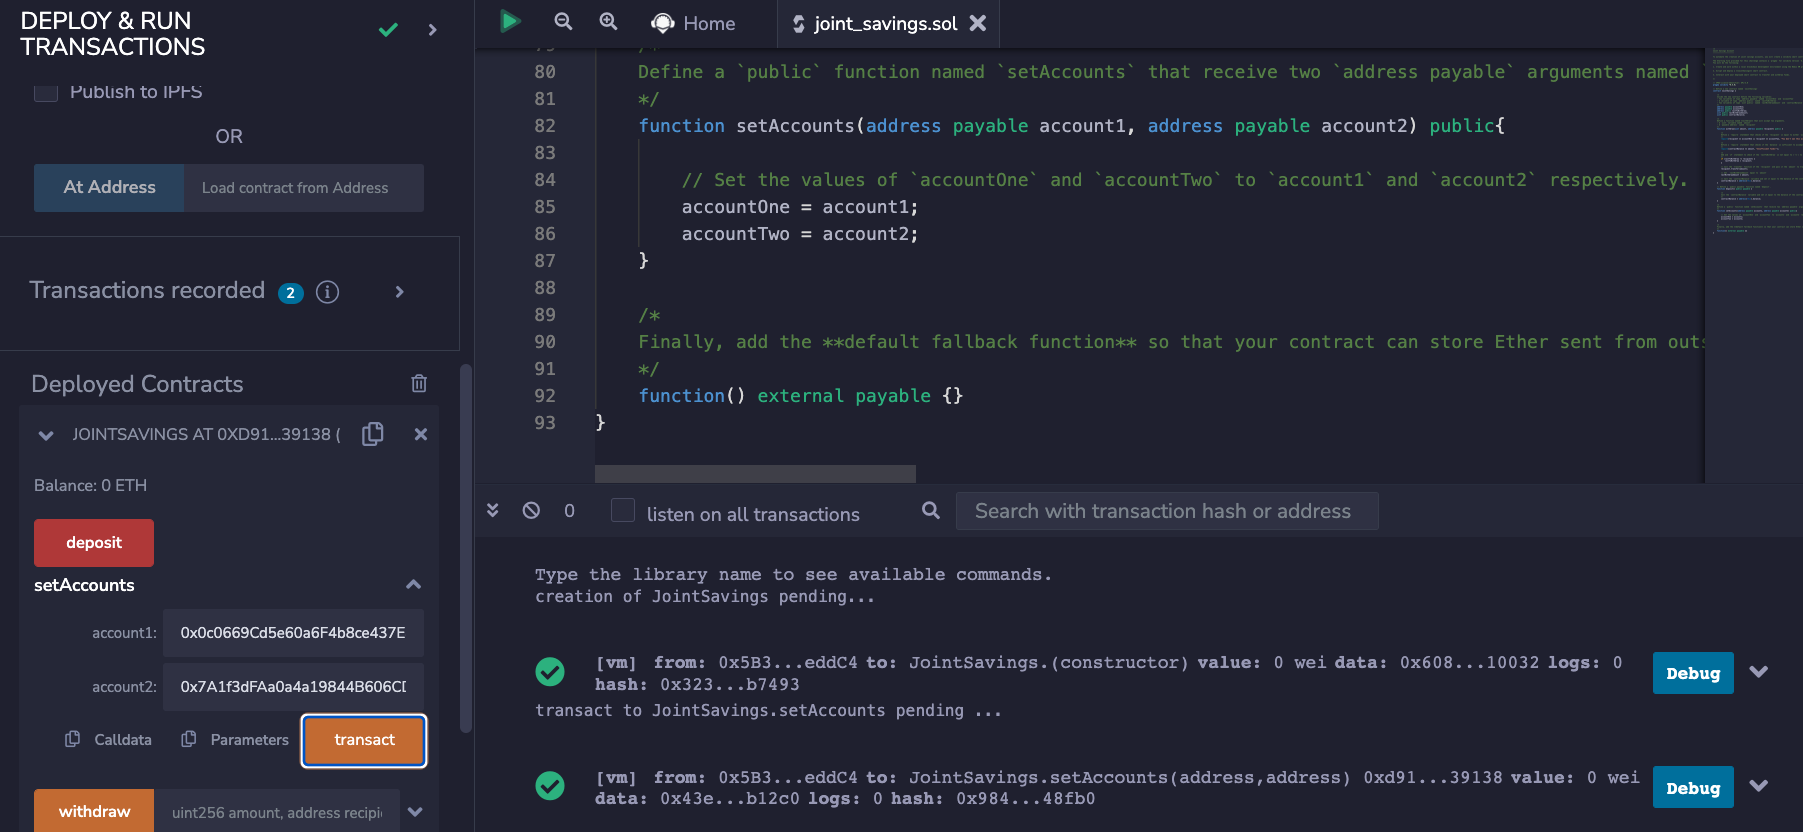 DEPLOY & RUN
TRANSACTIONS
Publish to IPFS
OR
At Address
Load contract from Address
Transactions recorded 2
Deployed Contracts
JOINTSAVINGS AT 0XD91...39138 (
Balance: 0 ETH
deposit
setAccounts
account1: 0x0c0669Cd5e60a6F4b8ce437E
account2: 0x7A1f3dFAa0a4a19844B606CD
Calldata Parameters transact
withdraw uint256 amount, address recipi
Home joint_savings.sol
79 /*
80 Define a `public` function named `setAccounts` that receive two `address payable` arguments named `
81 */
82 function setAccounts(address payable account1, address payable account2) public{
83
84 // Set the values of `accountOne` and `accountTwo` to `account1` and `account2` respectively.
85 accountOne = account1;
86 accountTwo = account2;
87 }
88
89 /*
90 Finally, add the **default fallback function** so that your contract can store Ether sent from outs
91 */
92 function() external payable {}
93 }
0 listen on all transactions Search with transaction hash or address
Type the library name to see available commands.
creation of JointSavings pending...
[vm] from: 0x5B3...eddC4 to: JointSavings.(constructor) value: 0 wei data: 0x608...10032 logs: 0
hash: 0x323...b7493
Debug
transact to JointSavings.setAccounts pending ...
[vm] from: 0x5B3...eddC4 to: JointSavings.setAccounts(address,address) 0xd91...39138 value: 0 wei
data: 0x43e...b12c0 logs: 0 hash: 0x984...48fb0
Debug